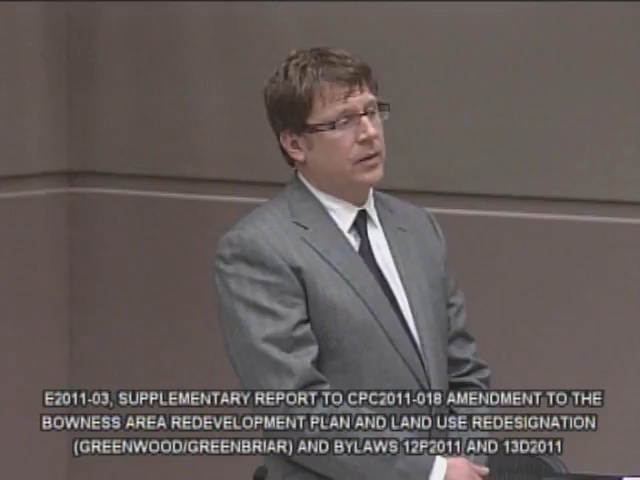 E2011-03, SUPPLEMENTARY REPORT TO CPC2011-018 AMENDMENT TO THE
BOWNESS AREA REDEVELOPMENT PLAN AND LAND USE REDESIGNATION
(GREENWOOD/GREENBRIAR) AND BYLAWS 12P2011 AND 13D2011